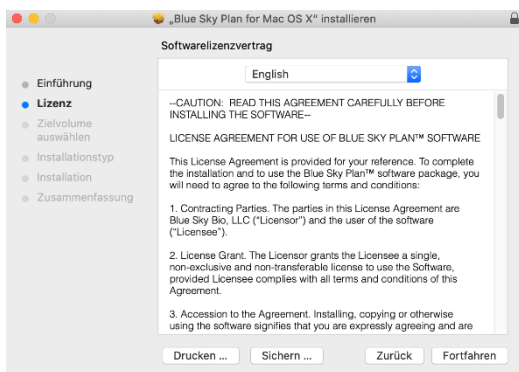 „Blue Sky Plan for Mac OS X“ installieren
Softwarelizenzvertrag
Einführung
Lizenz
Zielvolume
auswählen
Installationstyp
Installation
Zusammenfassung
English
--CAUTION: READ THIS AGREEMENT CAREFULLY BEFORE
INSTALLING THE SOFTWARE--
LICENSE AGREEMENT FOR USE OF BLUE SKY PLAN™ SOFTWARE
This License Agreement is provided for your reference. To complete
the installation and to use the Blue Sky Plan™ software package, you
will need to agree to the following terms and conditions:
1. Contracting Parties. The parties in this License Agreement are
Blue Sky Bio, LLC ("Licensor") and the user of the software
("Licensee").
2. License Grant. The Licensor grants the Licensee a single,
non-exclusive and non-transferable license to use the Software,
provided Licensee complies with all terms and conditions of this
Agreement.
3. Accession to the Agreement. Installing, copying or otherwise
using the software signifies that you are expressly agreeing and are
Drucken ...
Sichern ...
Zurück
Fortfahren